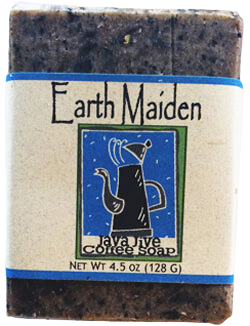 Earth Maiden
Java Jive
Coffee Soap
NET WT 4.5 OZ (128 G)